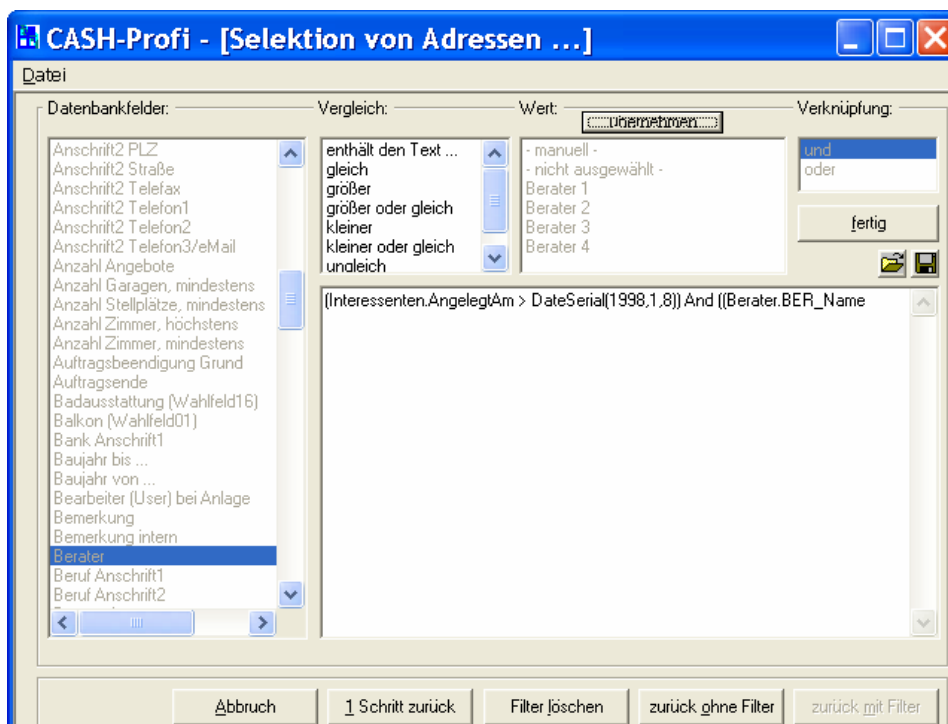 CASH-Profi - [Selektion von Adressen ...]
Datei
Datenbankfelder:
Vergleich:
Wert:
übernehmen
Verknüpfung:
Anschrift2 PLZ
Anschrift2 Straße
Anschrift2 Telefax
Anschrift2 Telefon1
Anschrift2 Telefon2
Anschrift2 Telefon3/eMail
Anzahl Angebote
Anzahl Garagen, mindestens
Anzahl Stellplätze, mindestens
Anzahl Zimmer, höchstens
Anzahl Zimmer, mindestens
Auftragsbeendigung Grund
Auftragsende
Badausstattung (Wahlfeld16)
Balkon (Wahlfeld01)
Bank Anschrift1
Baujahr bis ...
Baujahr von ...
Bearbeiter (User) bei Anlage
Bemerkung
Bemerkung intern
Berater
Beruf Anschrift1
Beruf Anschrift2
enthält den Text ...
gleich
größer
größer oder gleich
kleiner
kleiner oder gleich
ungleich
- manuell -
- nicht ausgewählt -
Berater 1
Berater 2
Berater 3
Berater 4
und
oder
fertig
(Interessenten.AngelegtAm > DateSerial(1998,1,8)) And ((Berater.BER_Name
Abbruch
1 Schritt zurück
Filter löschen
zurück ohne Filter
zurück mit Filter